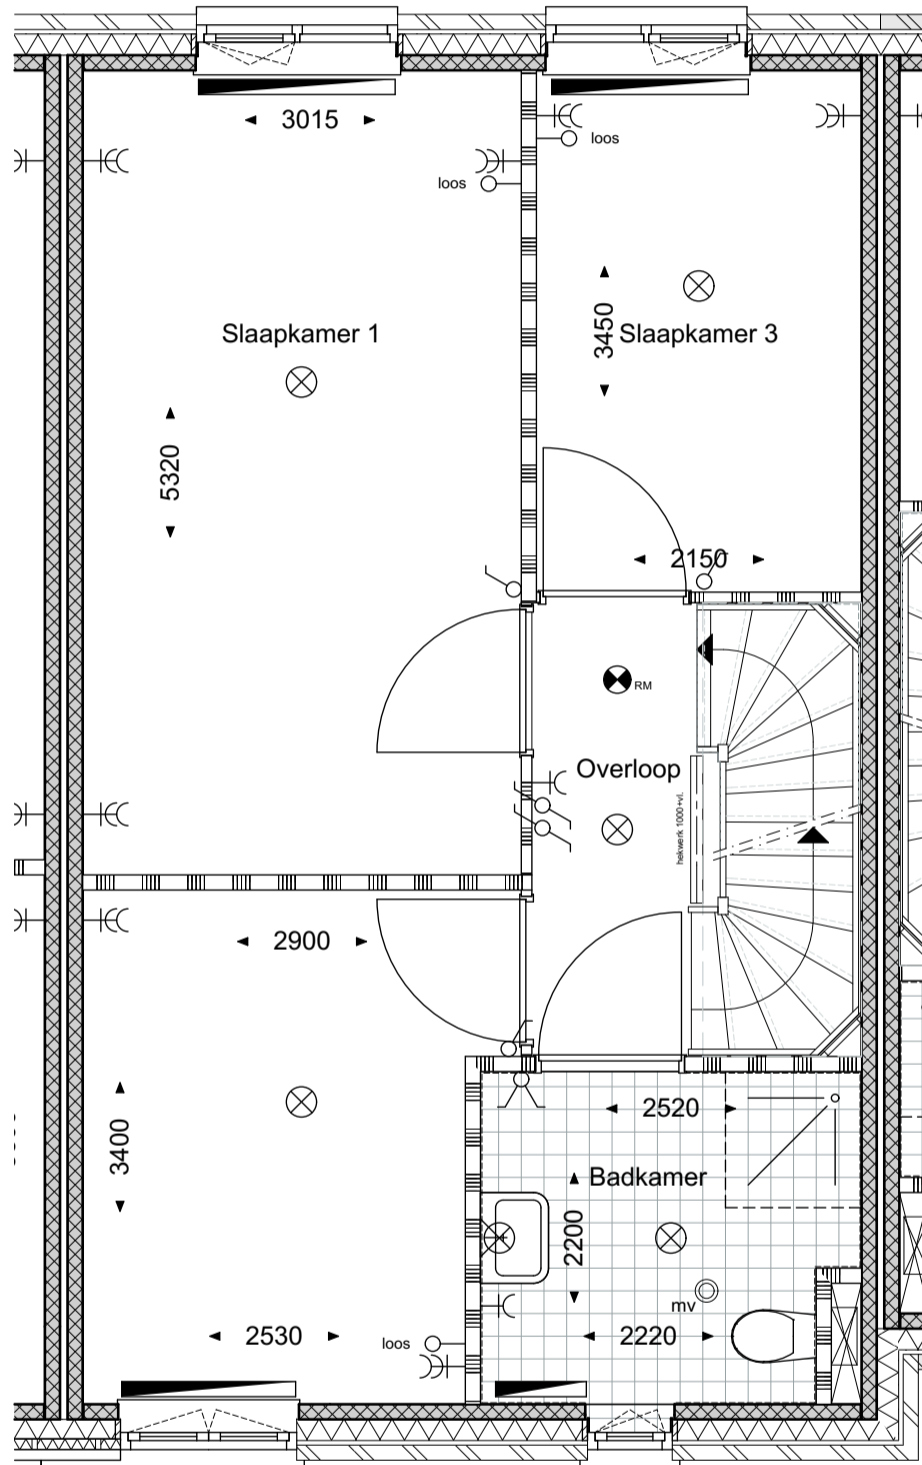 3015
loos
loos
3450
Slaapkamer 1
Slaapkamer 3
5320
2150
RM
Overloop
hekwerk 1000+vl.
2900
2520
3400
Badkamer
2200
mv
2530
loos
2220